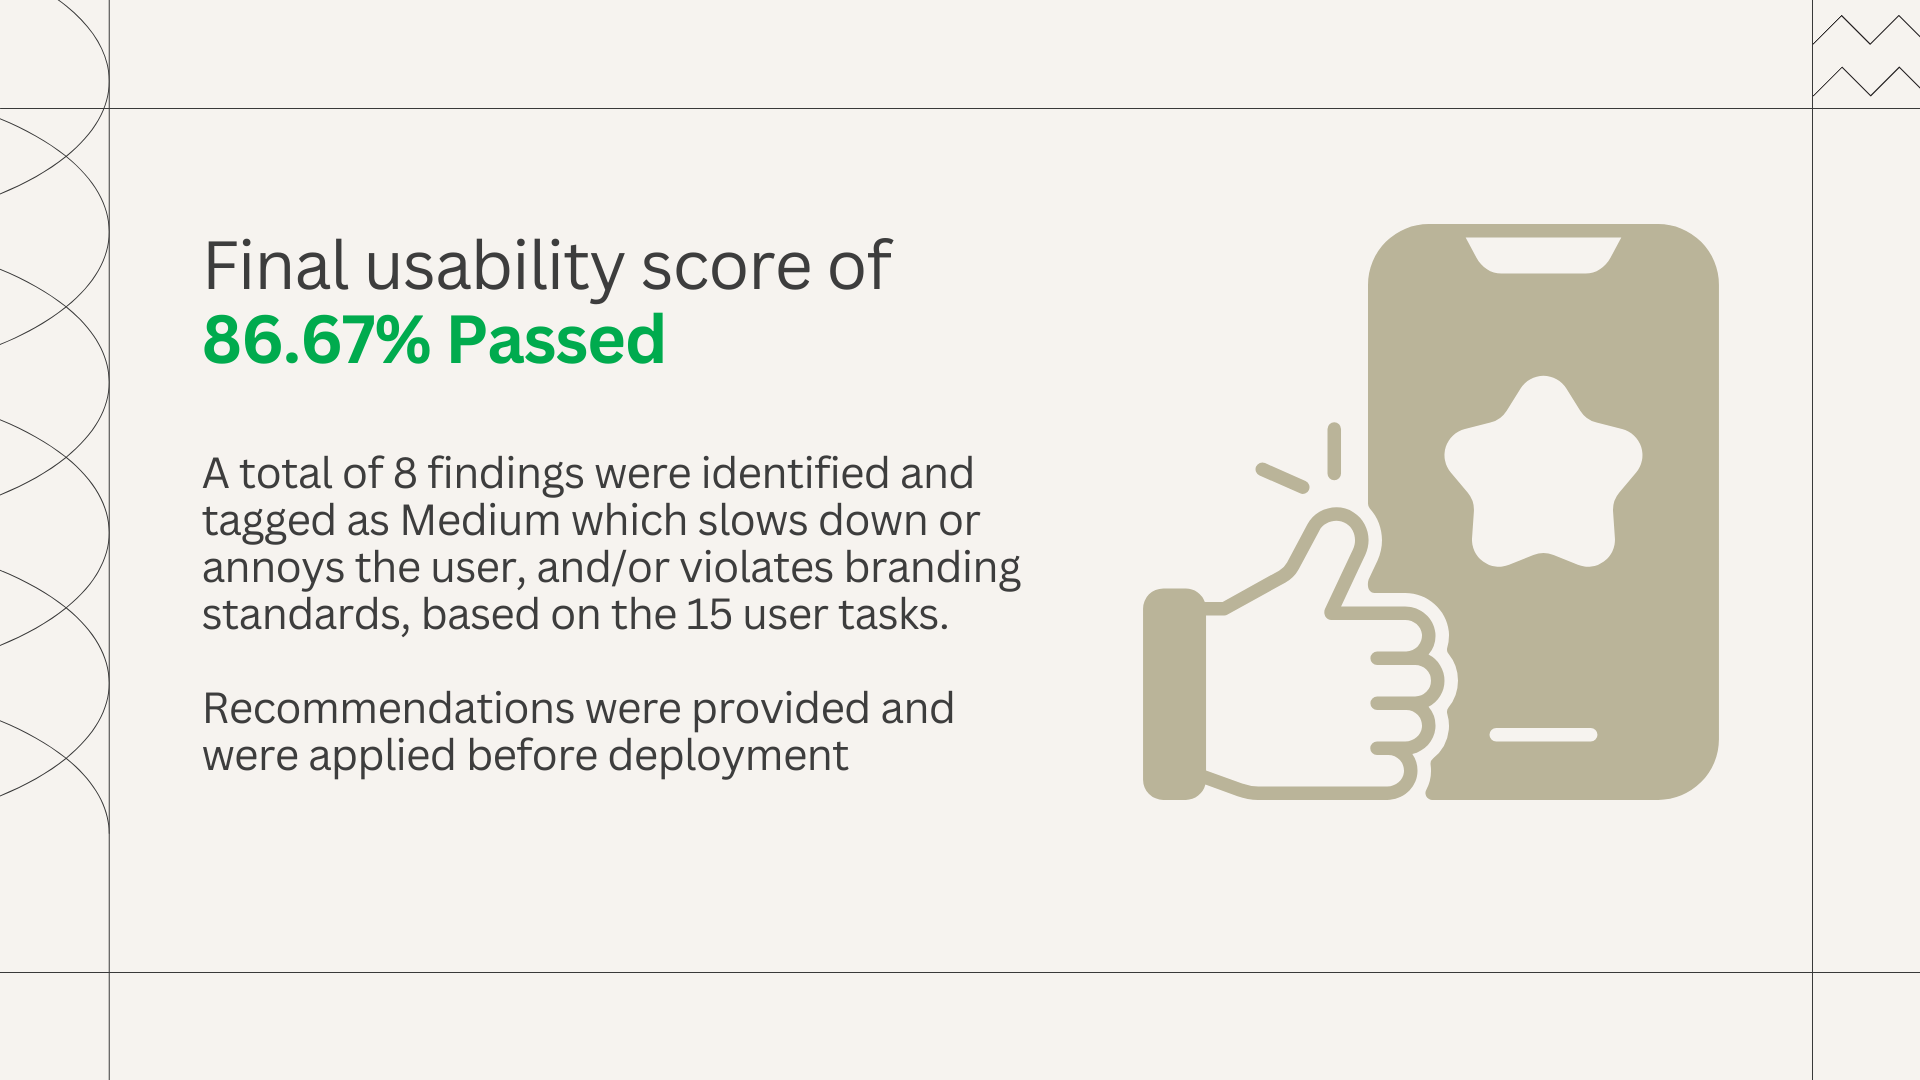 Final usability score of
86.67% Passed
A total of 8 findings were identified and
tagged as Medium which slows down or
annoys the user, and/or violates branding
standards, based on the 15 user tasks.
Recommendations were provided and
were applied before deployment